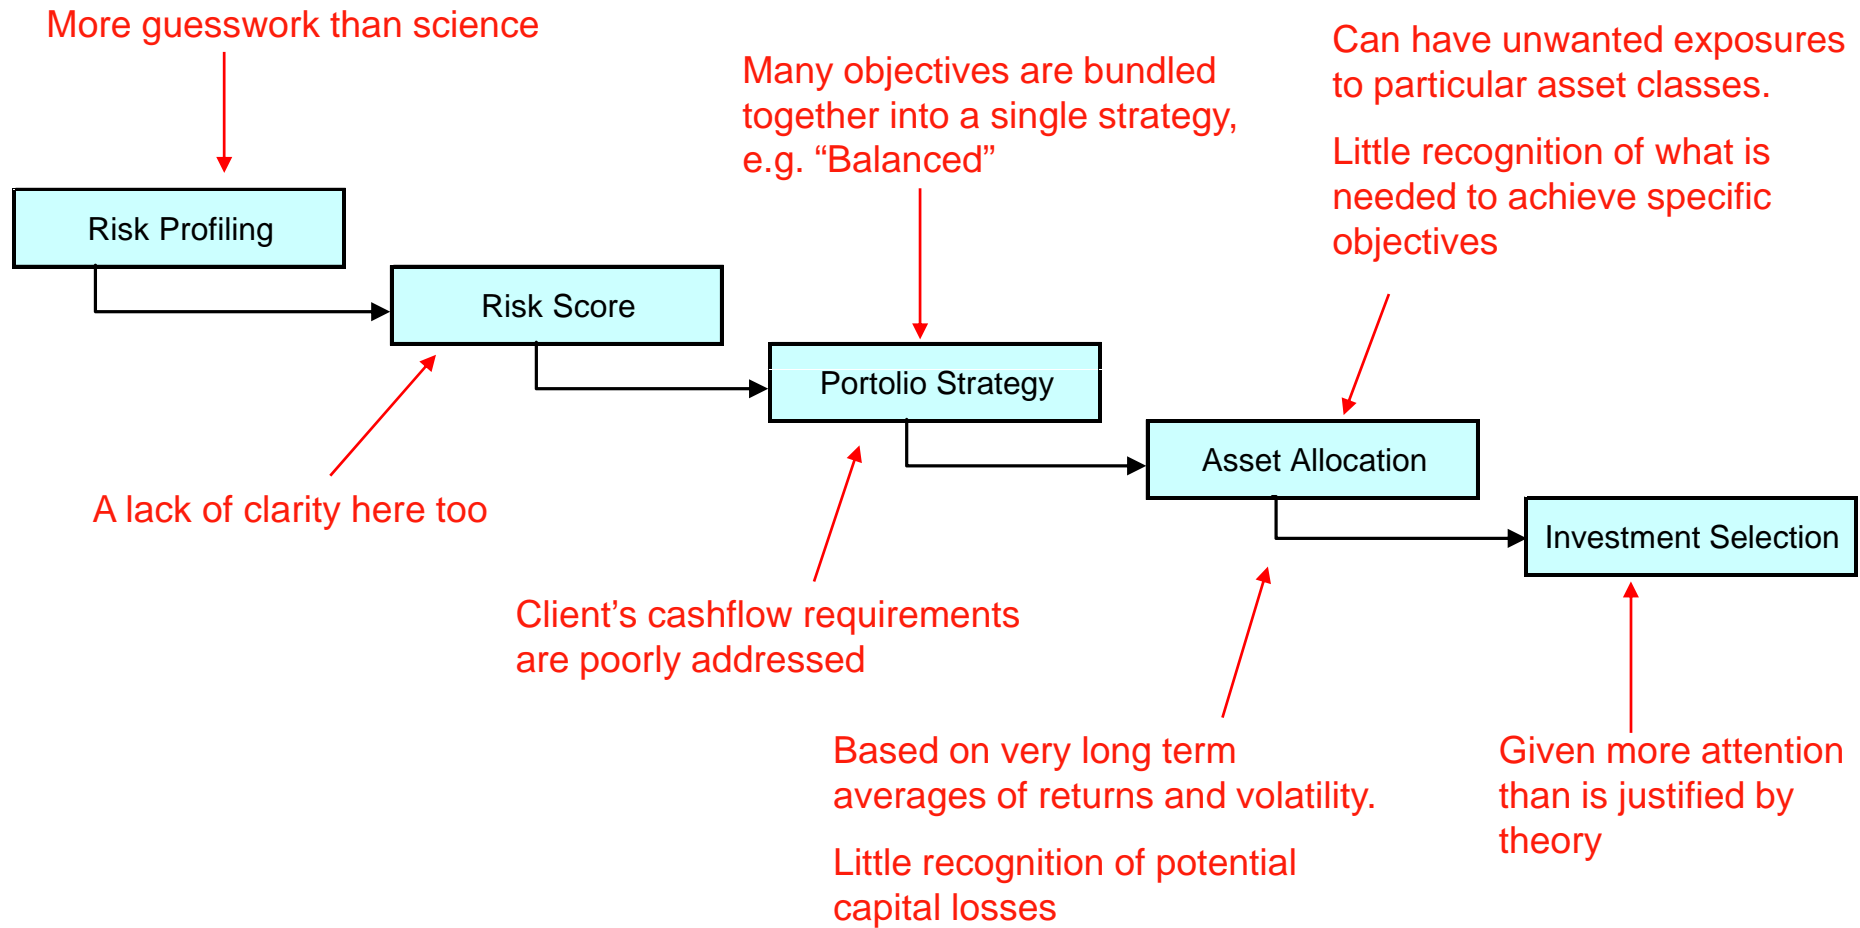 More guesswork than science
Many objectives are bundled
together into a single strategy,
e.g. “Balanced”
Can have unwanted exposures
to particular asset classes.
Little recognition of what is
needed to achieve specific
objectives
Risk Profiling
Risk Score
Portolio Strategy
Asset Allocation
Investment Selection
A lack of clarity here too
Client’s cashflow requirements
are poorly addressed
Based on very long term
averages of returns and volatility.
Little recognition of potential
capital losses
Given more attention
than is justified by
theory